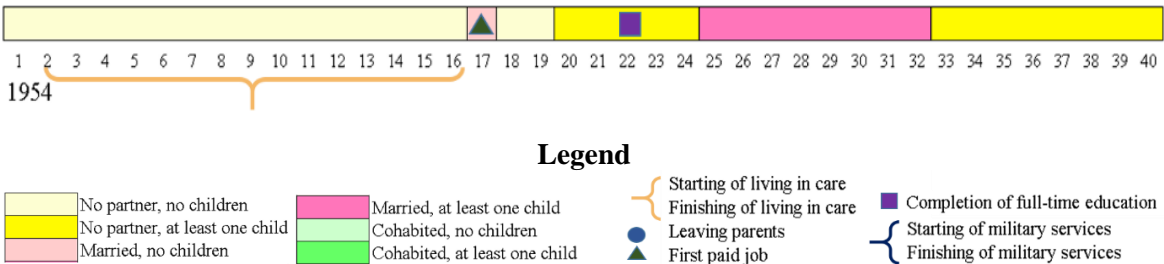 1 2 3 4 5 6 7 8 9 10 11 12 13 14 15 16 17 18 19 20 21 22 23 24 25 26 27 28 29 30 31 32 33 34 35 36 37 38 39 40
1954
Legend
No partner, no children
No partner, at least one child
Married, no children
Married, at least one child
Cohabited, no children
Cohabited, at least one child
Starting of living in care
Finishing of living in care
Leaving parents
First paid job
Completion of full-time education
Starting of military services
Finishing of military services